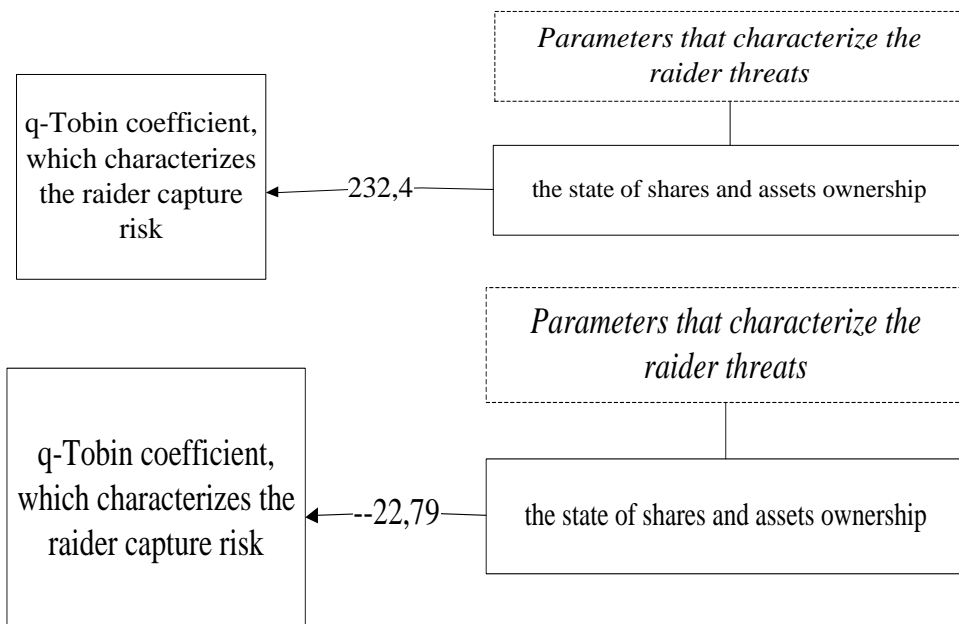 Parameters that characterize the
raider threats
q-Tobin coefficient,
which characterizes
the raider capture
risk
232,4
the state of shares and assets ownership
Parameters that characterize the
raider threats
q-Tobin coefficient,
which characterizes the
raider capture risk
--22,79
the state of shares and assets ownership